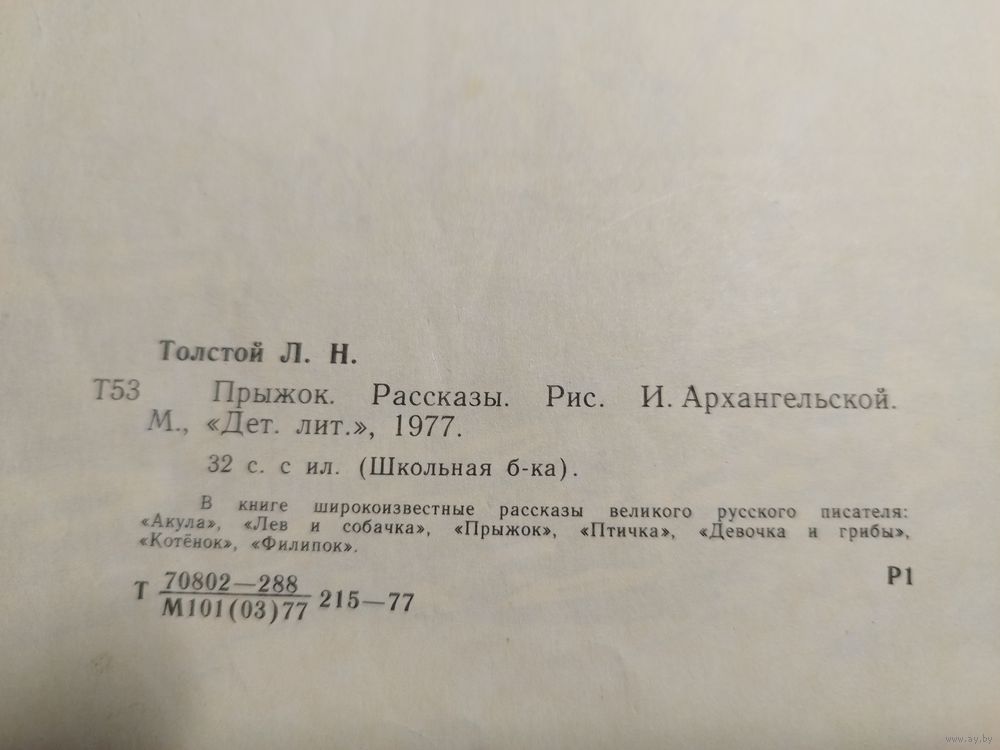 Толстой Л. Н.
Т53 Прыжок. Рассказы. Рис. И. Архангельской.
М., «Дет. лит.», 1977.
32 с. с ил. (Школьная б-ка).
В книге широкоизвестные рассказы великого русского писателя:
«Акула», «Лев и собачка», «Прыжок», «Птичка», «Девочка и грибы»,
«Котёнок», «Филипок».
Р1
Т 70802—288 215—77
М101(03)77
www.ay.by